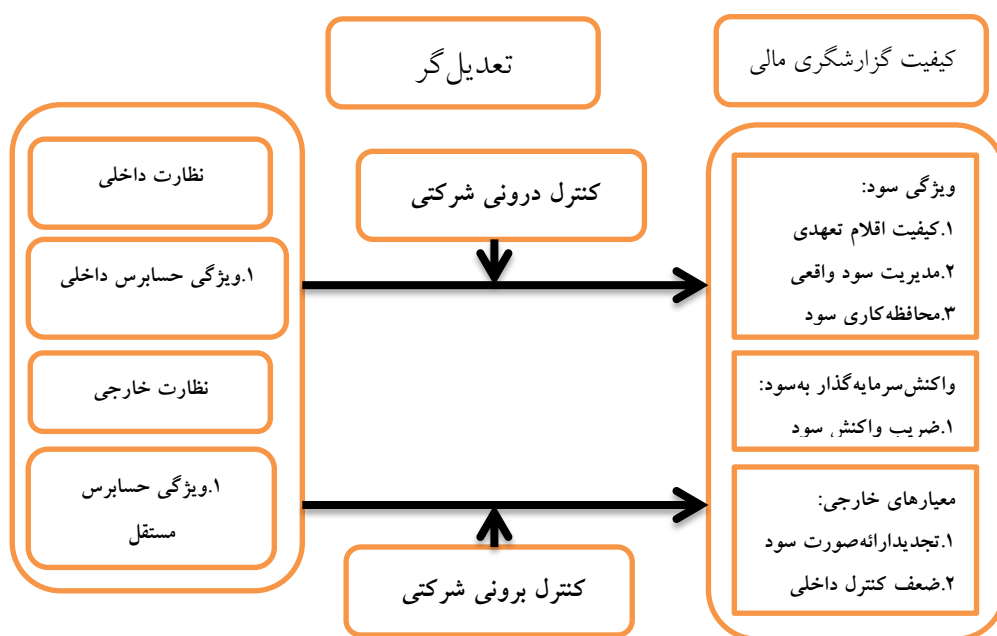 کیفیت گزارشگری مالی
تعدیل‌گر
ویژگی سود:
۱.کیفیت اقلام تعهدی
۲.مدیریت سود واقعی
۳.محافظه‌کاری سود
واکنش‌سرمایه‌گذار به‌سود:
۱.ضریب واکنش سود
معیارهای خارجی:
۱.تجدیدارائه‌صورت سود
۲.ضعف کنترل داخلی
کنترل درونی شرکتی
کنترل برونی شرکتی
نظارت داخلی
۱.ویژگی حسابرس داخلی
نظارت خارجی
۱.ویژگی حسابرس
مستقل